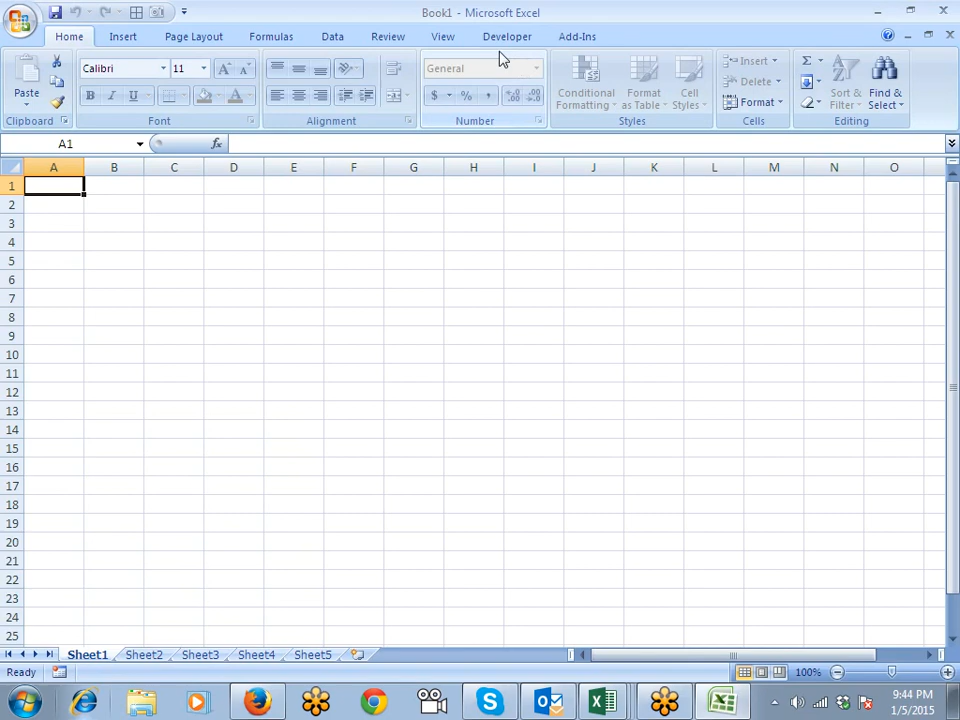 Book1 - Microsoft Excel
Home Insert Page Layout Formulas Data Review View Developer Add-Ins
Paste
Clipboard
Calibri 11
B I U
Font
Alignment
General
$ % ,
Number
Conditional Formatting
Format as Table
Cell Styles
Styles
Insert
Delete
Format
Cells
Σ
Sort & Filter
Find & Select
Editing
A1 fx
A B C D E F G H I J K L M N O
1
2
3
4
5
6
7
8
9
10
11
12
13
14
15
16
17
18
19
20
21
22
23
24
25
Sheet1 Sheet2 Sheet3 Sheet4 Sheet5
Ready 100%
9:44 PM
1/5/2015